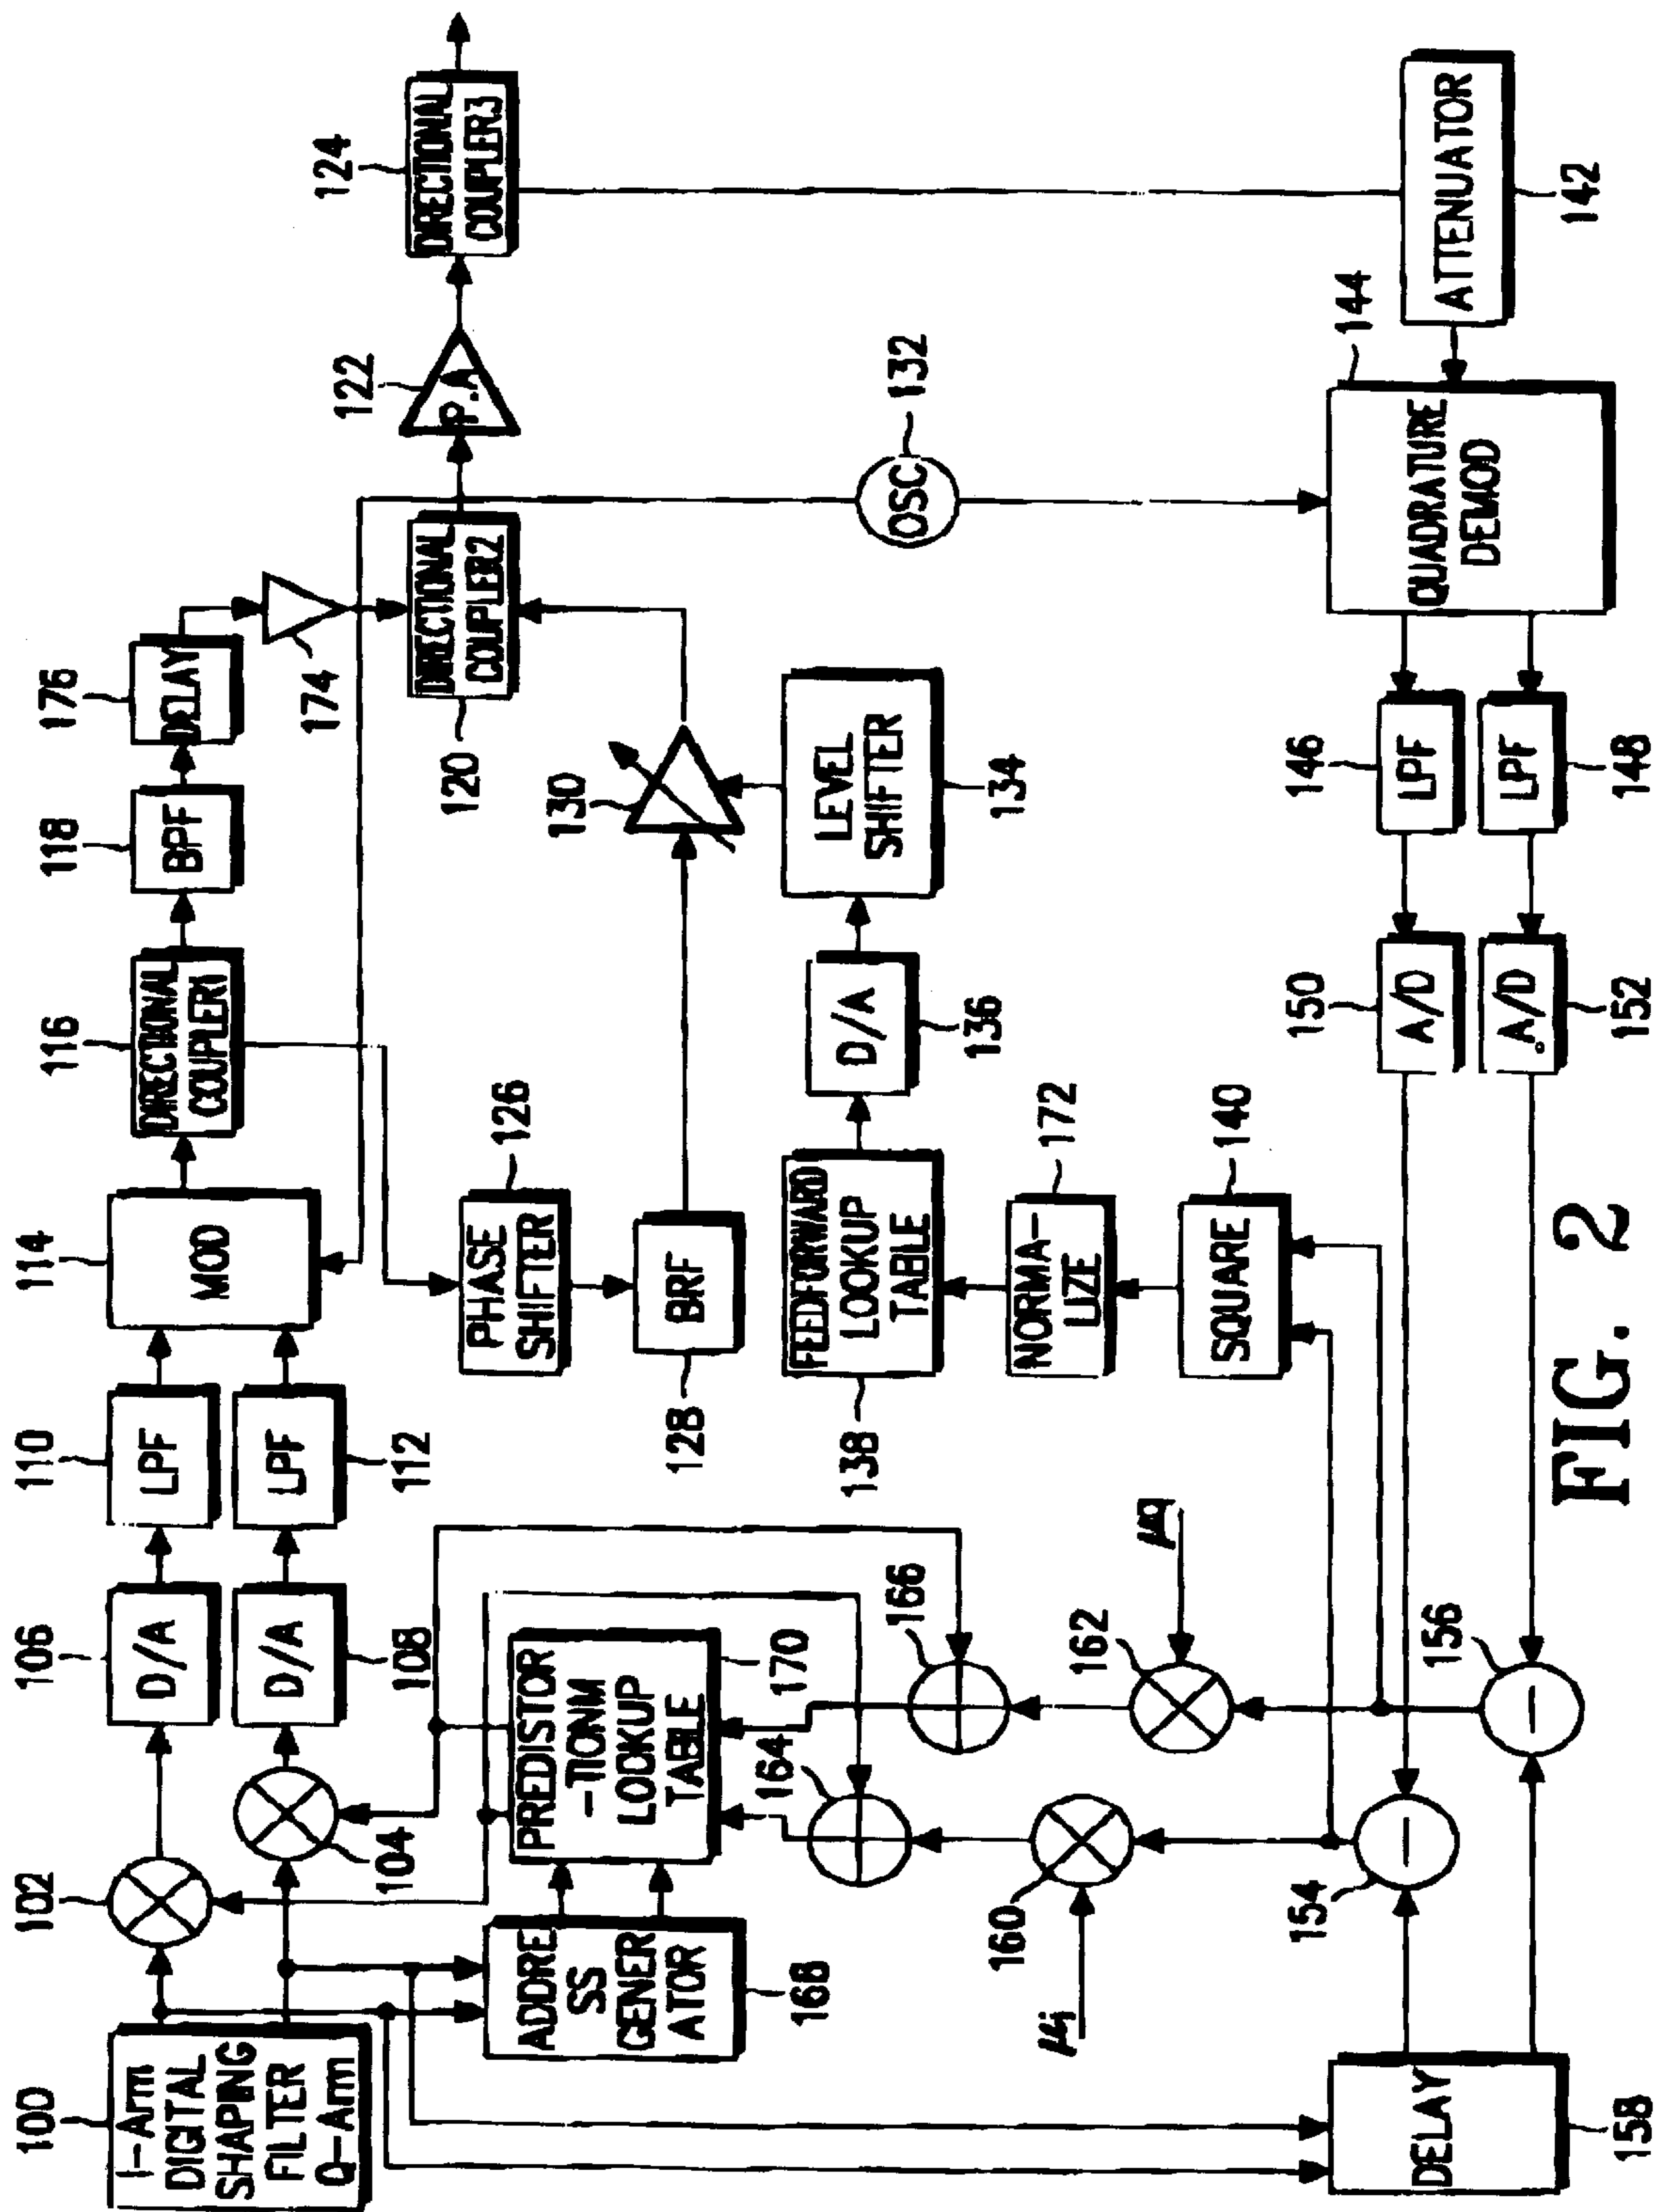 100
I-Arm
DIGITAL
SHAPING
FILTER
Q-Arm
102
104
106
D/A
D/A
108
110
LPF
LPF
112
114
MOD
116
DIRECTIONAL
COUPLER1
118
BPF
176
DELAY
174
DIRECTIONAL
COUPLER2
120
122
P.A
124
DIRECTIONAL
COUPLER3
ADDRE
SS
GENER
ATOR
168
PREDISTOR
-TIONM
LOOKUP
TABLE
170
164
166
PHASE
SHIFTER
126
BRF
128
130
LEVEL
SHIFTER
134
D/A
136
FEEDFORWARD
LOOKUP
TABLE
138
NORMA-
LIZE
172
SQUARE
140
OSC
132
μi
160
162
μq
DELAY
158
154
156
A/D
150
A/D
152
LPF
146
LPF
148
QUADRATURE
DEMOD
144
ATTENUATOR
142
FIG. 2